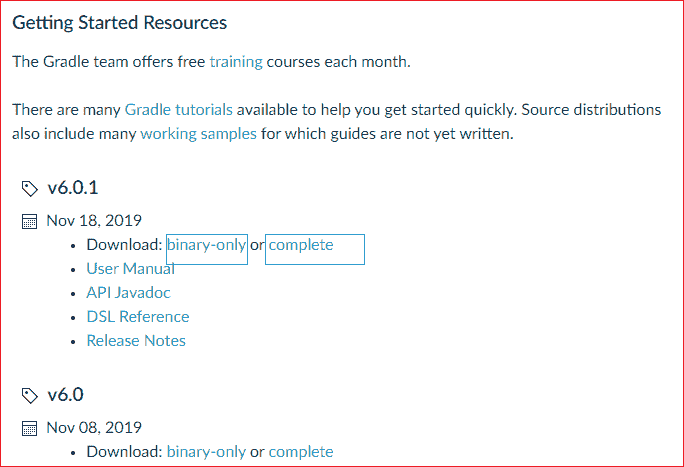 Getting Started Resources
The Gradle team offers free training courses each month.
There are many Gradle tutorials available to help you get started quickly. Source distributions
also include many working samples for which guides are not yet written.
v6.0.1
Nov 18, 2019
• Download: binary-only or complete
• User Manual
• API Javadoc
• DSL Reference
• Release Notes
v6.0
Nov 08, 2019
• Download: binary-only or complete